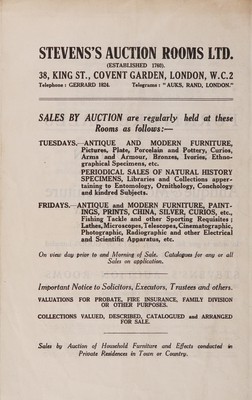 STEVENS'S AUCTION ROOMS LTD.
(ESTABLISHED 1760).
38, KING ST., COVENT GARDEN, LONDON, W.C.2
Telephone : GERRARD 1824. Telegrams : "AUKS, RAND, LONDON."
SALES BY AUCTION are regularly held at these
Rooms as follows:—
TUESDAYS.—ANTIQUE AND MODERN FURNITURE,
Pictures, Plate, Porcelain and Pottery, Curios,
Arms and Armour, Bronzes, Ivories, Ethno-
graphical Specimens, etc.
PERIODICAL SALES OF NATURAL HISTORY
SPECIMENS, Libraries and Collections apper-
taining to Entomology, Ornithology, Conchology
and kindred Subjects.
FRIDAYS.—ANTIQUE and MODERN FURNITURE, PAINT-
INGS, PRINTS, CHINA, SILVER, CURIOS, etc.,
Fishing Tackle and other Sporting Requisites ;
Lathes, Microscopes, Telescopes, Cinematographic,
Photographic, Radiographic and other Electrical
and Scientific Apparatus, etc.
On view day prior to and Morning of Sale. Catalogues for any or all
Sales on application.
Important Notice to Solicitors, Executors, Trustees and others.
VALUATIONS FOR PROBATE, FIRE INSURANCE, FAMILY DIVISION
OR OTHER PURPOSES.
COLLECTIONS VALUED, DESCRIBED, CATALOGUED and ARRANGED
FOR SALE.
Sales by Auction of Household Furniture and Effects conducted in
Private Residences in Town or Country.